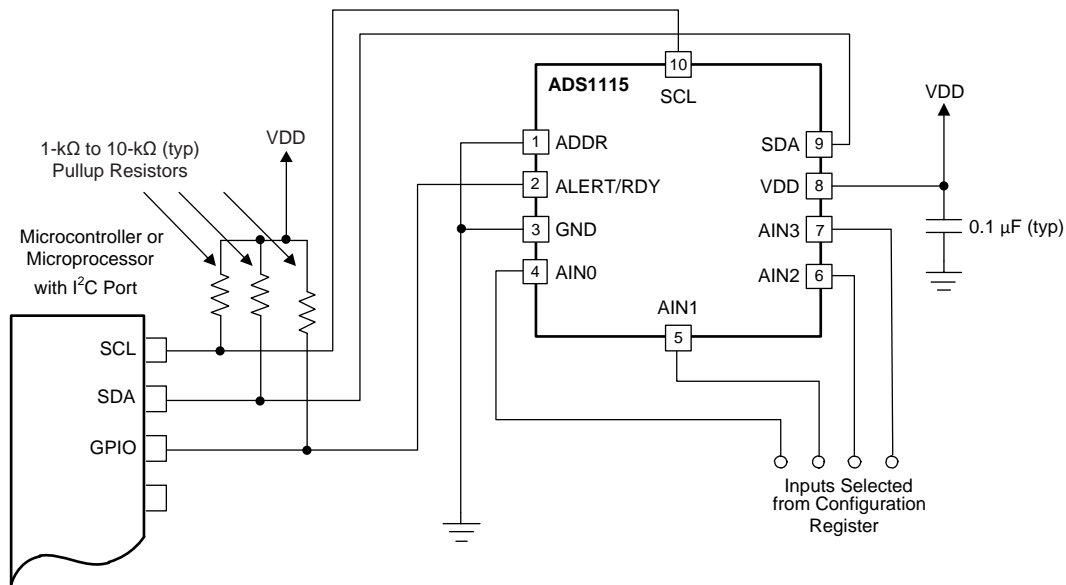 10
ADS1115
SCL
VDD
1-kΩ to 10-kΩ (typ)
Pullup Resistors
VDD
1
ADDR
SDA
9
2
ALERT/RDY
VDD
8
3
GND
AIN3
7
0.1 µF (typ)
Microcontroller or
Microprocessor
with I²C Port
4
AIN0
AIN2
6
AIN1
5
SCL
SDA
GPIO
Inputs Selected
from Configuration
Register